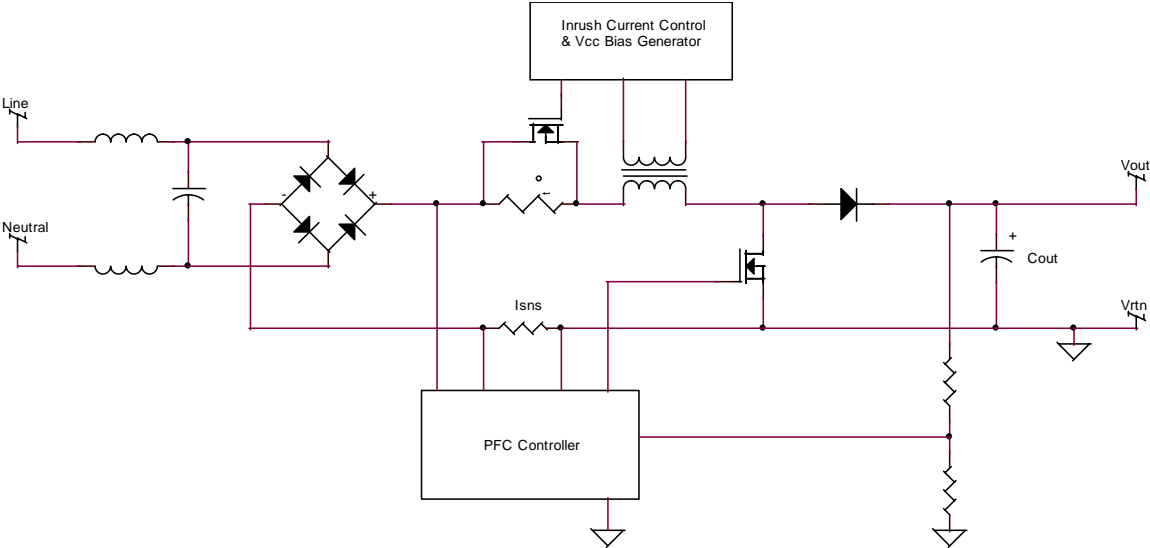 Inrush Current Control
& Vcc Bias Generator
Line
Vout
-
+
t
Neutral
+
Cout
Isns
Vrtn
PFC Controller